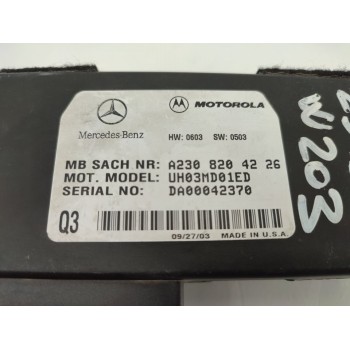 Mercedes-Benz
MOTOROLA
HW: 0603 SW: 0503
MB SACH NR: A230 820 42 26
MOT. MODEL: UH03MD01ED
SERIAL NO: DA00042370
Q3
09/27/03 MADE IN U.S.A.
W203